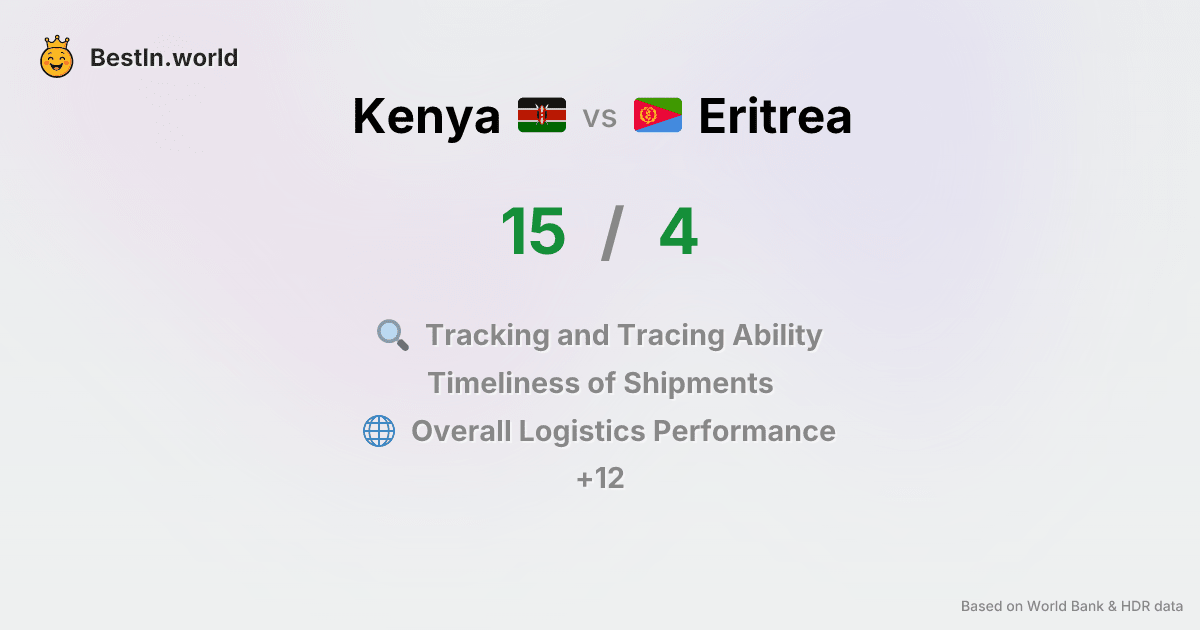 BestIn.world
Kenya vs Eritrea
15 / 4
Tracking and Tracing Ability
Timeliness of Shipments
Overall Logistics Performance
+12
Based on World Bank & HDR data